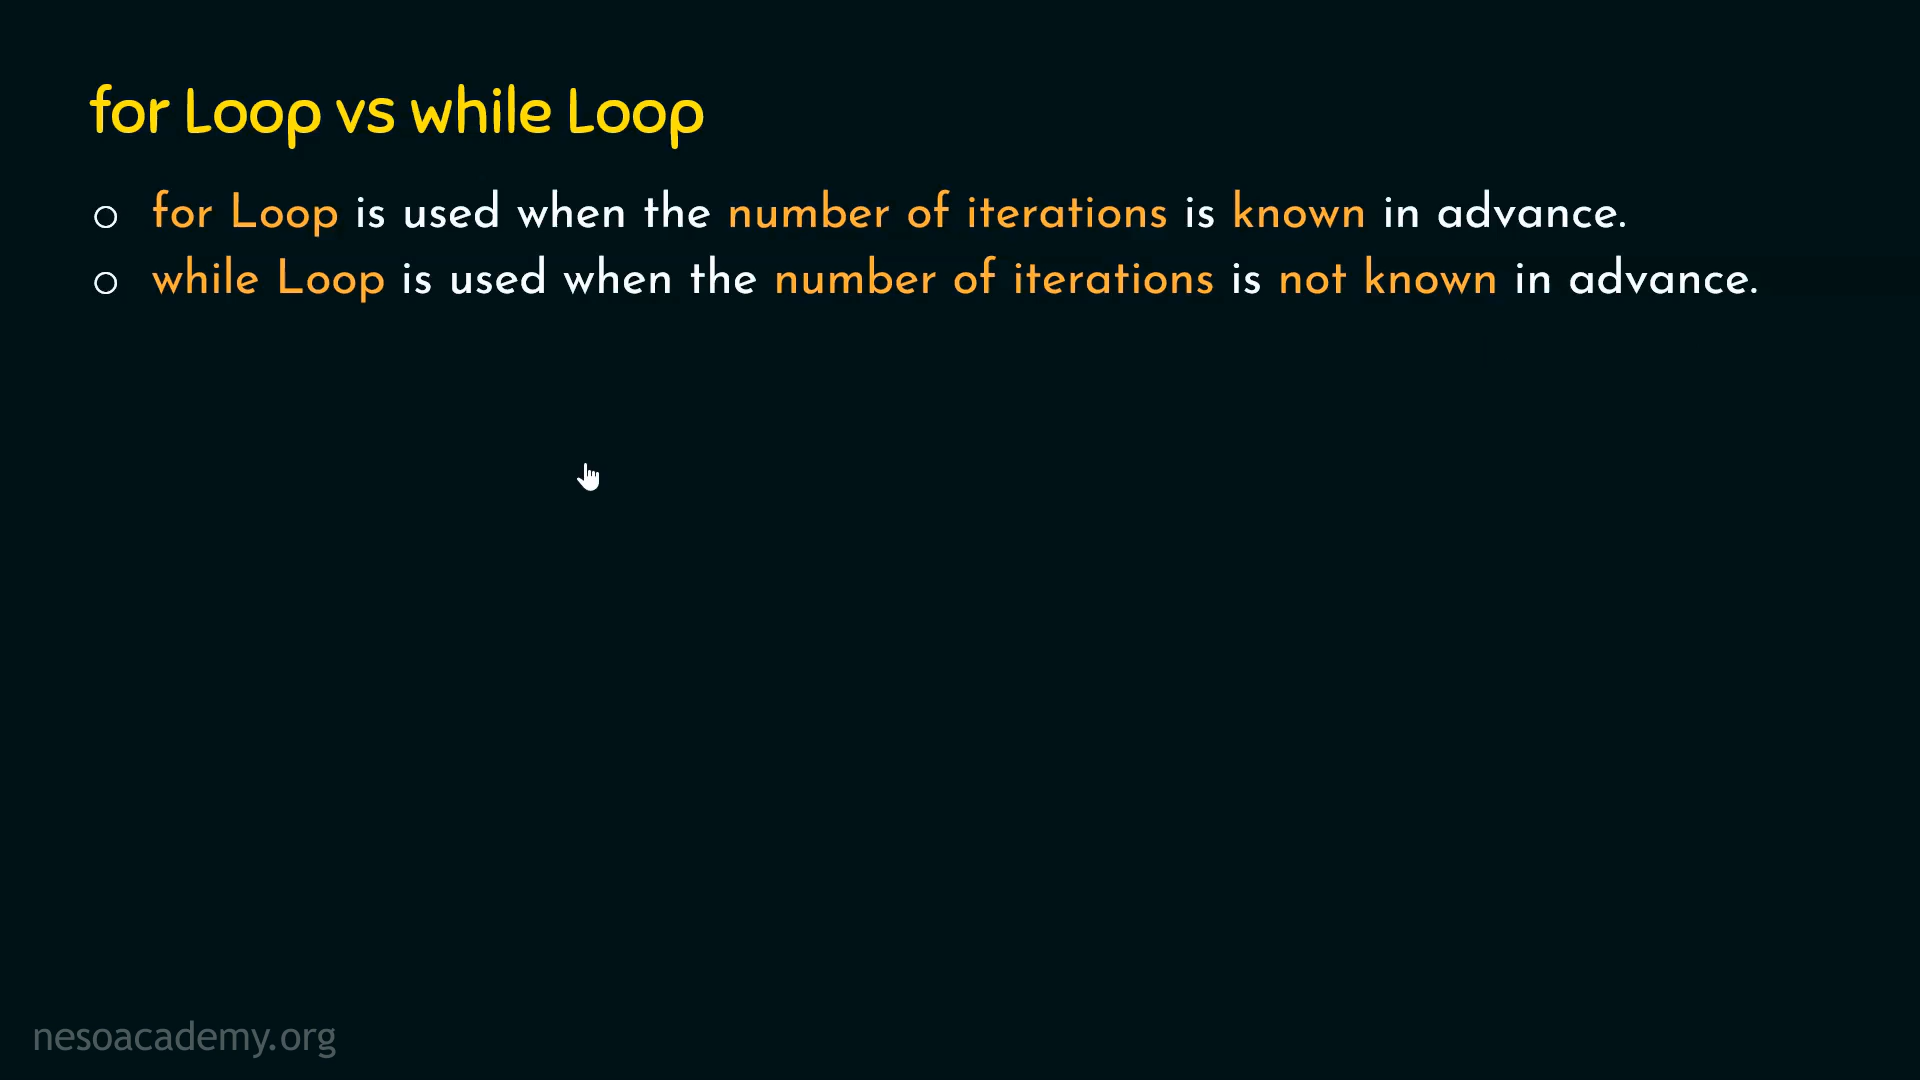 for Loop vs while Loop
for Loop is used when the number of iterations is known in advance.
while Loop is used when the number of iterations is not known in advance.
nesoacademy.org